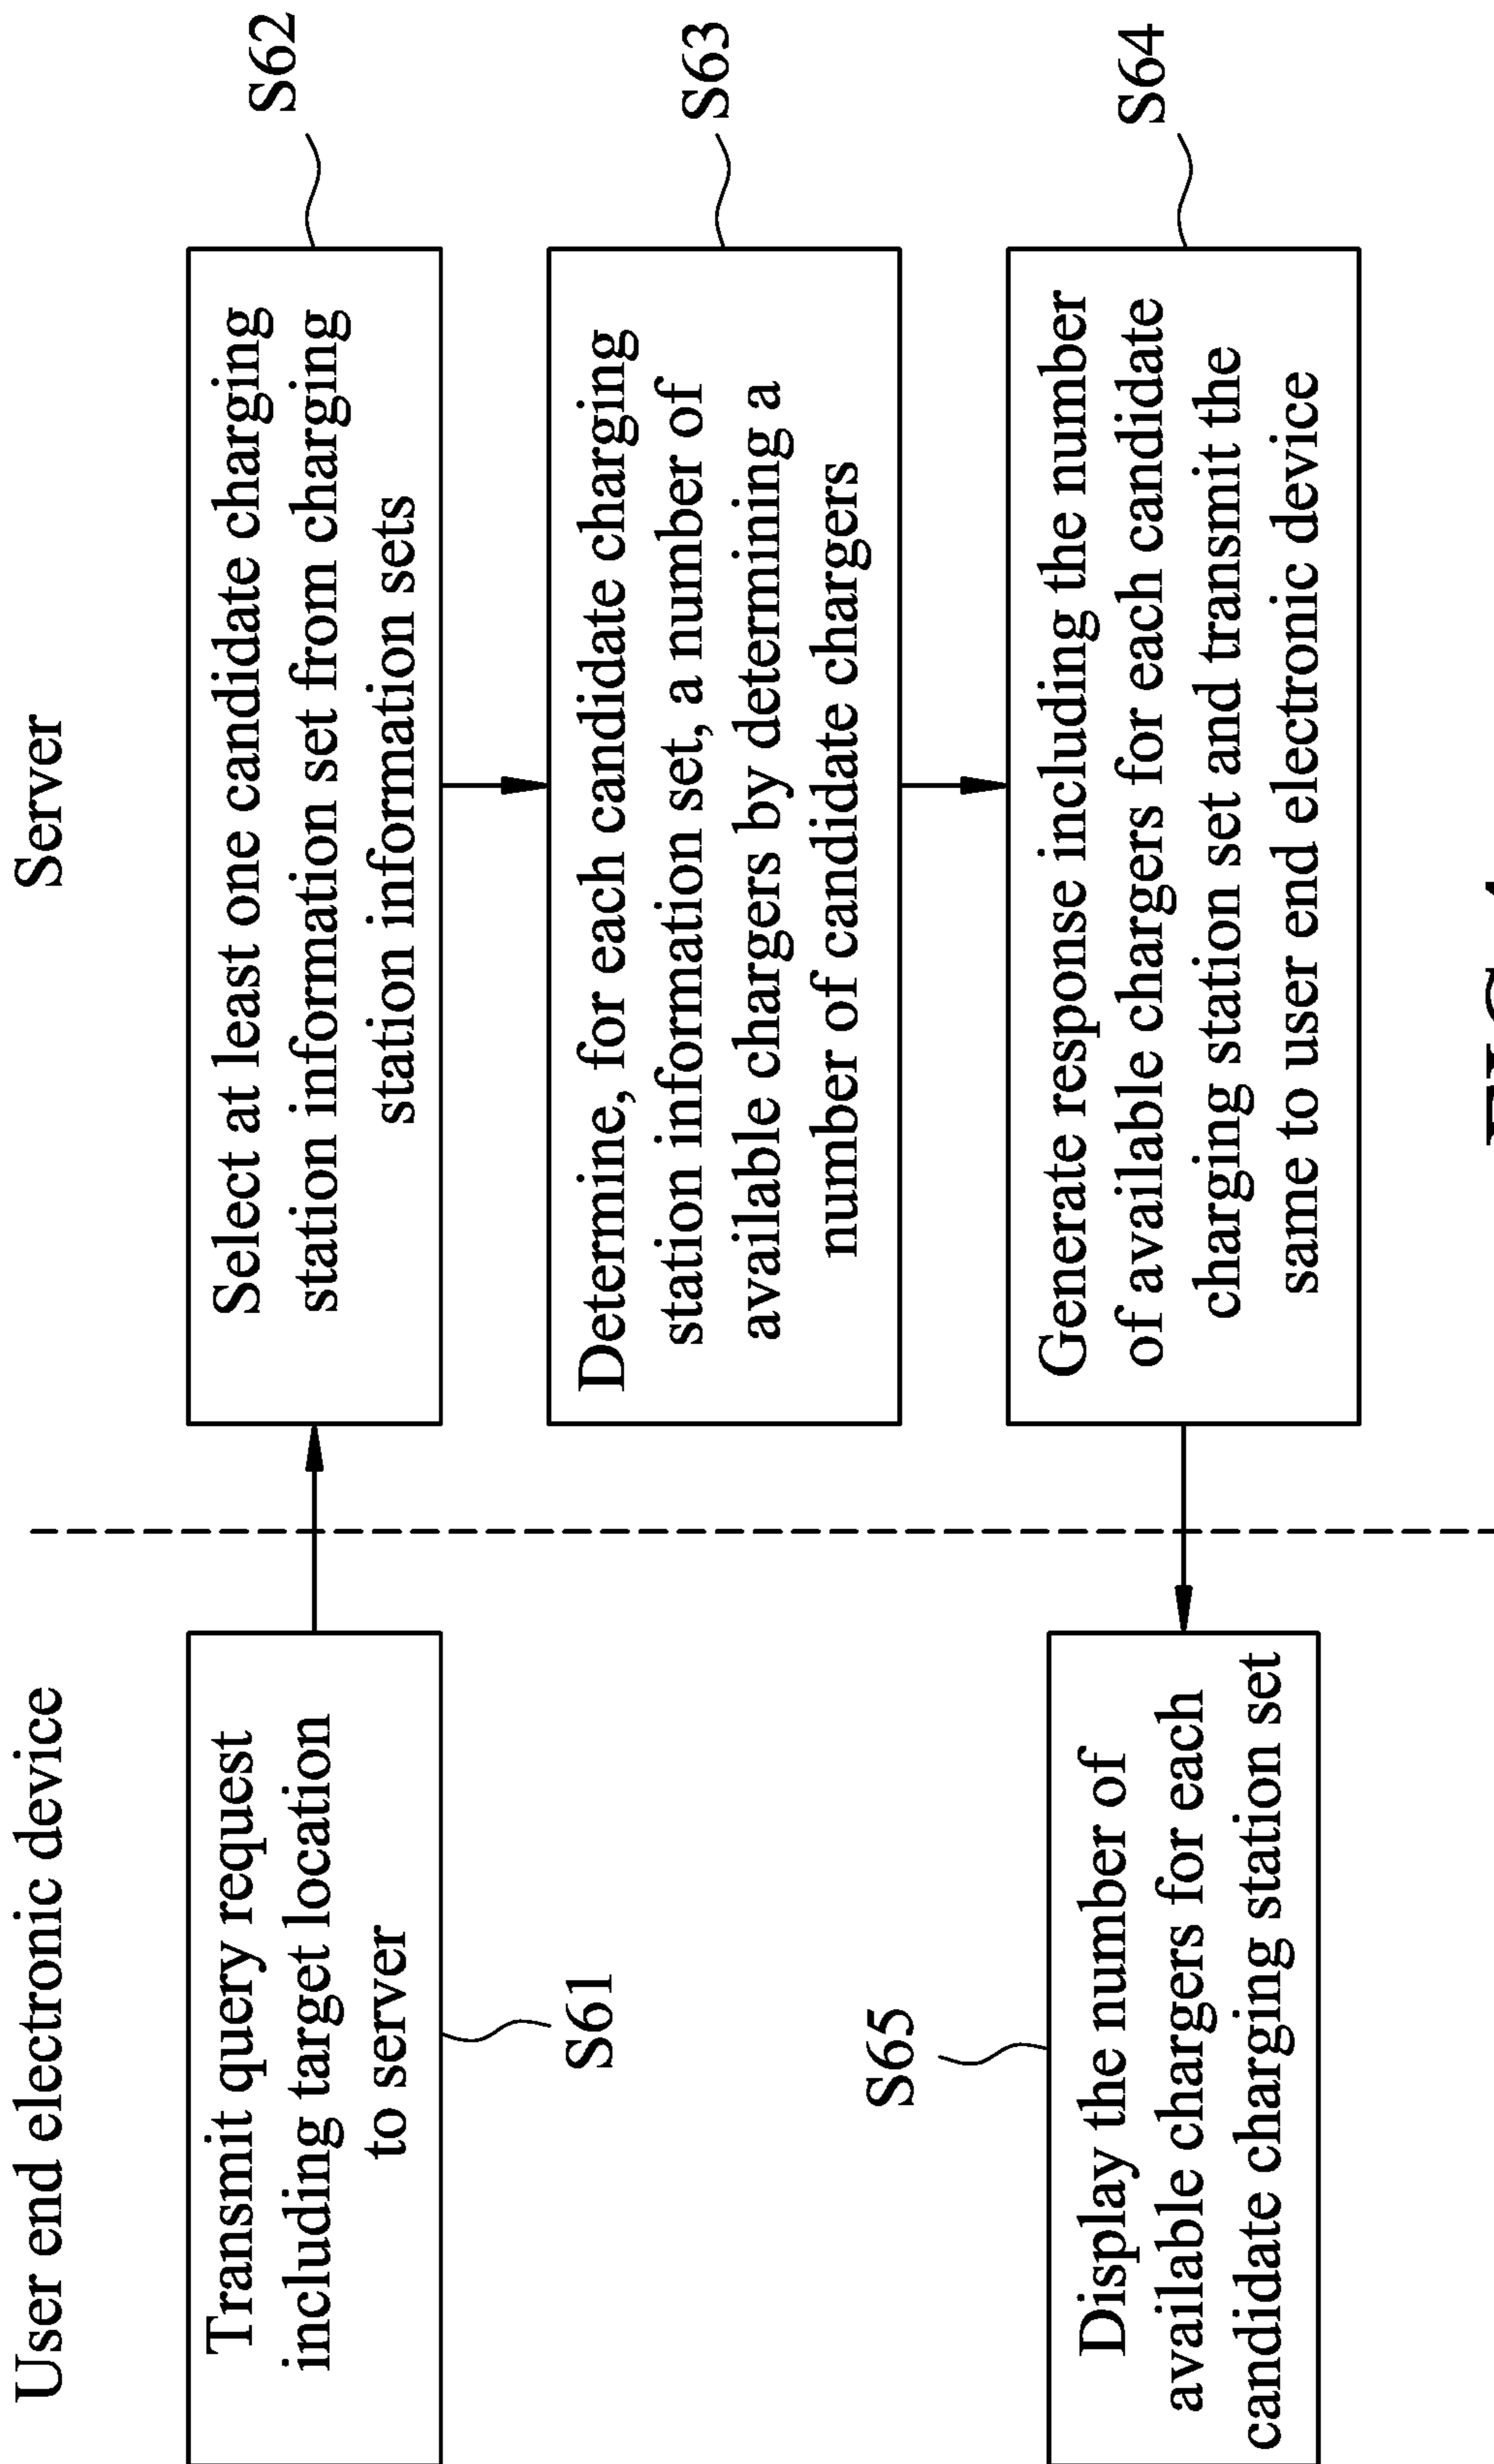 User end electronic device
Server
Transmit query request
including target location
to server
S61
Select at least one candidate charging
station information set from charging
station information sets
S62
Determine, for each candidate charging
station information set, a number of
available chargers by determining a
number of candidate chargers
S63
Generate response including the number
of available chargers for each candidate
charging station set and transmit the
same to user end electronic device
S64
S65
Display the number of
available chargers for each
candidate charging station set